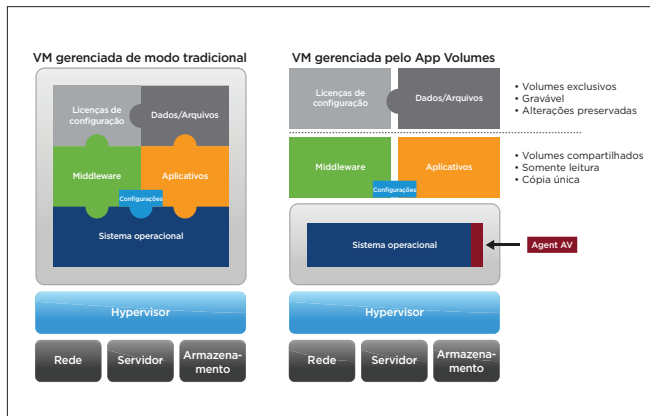 VM gerenciada de modo tradicional
Licenças de
configuração
Dados/Arquivos
Middleware
Aplicativos
Configurações
Sistema operacional
Hypervisor
Rede
Servidor
Armazena-
mento
VM gerenciada pelo App Volumes
Licenças de
configuração
Dados/Arquivos
• Volumes exclusivos
• Gravável
• Alterações preservadas
Middleware
Aplicativos
Configurações
• Volumes compartilhados
• Somente leitura
• Cópia única
Sistema operacional
Agent AV
Hypervisor
Rede
Servidor
Armazena-
mento